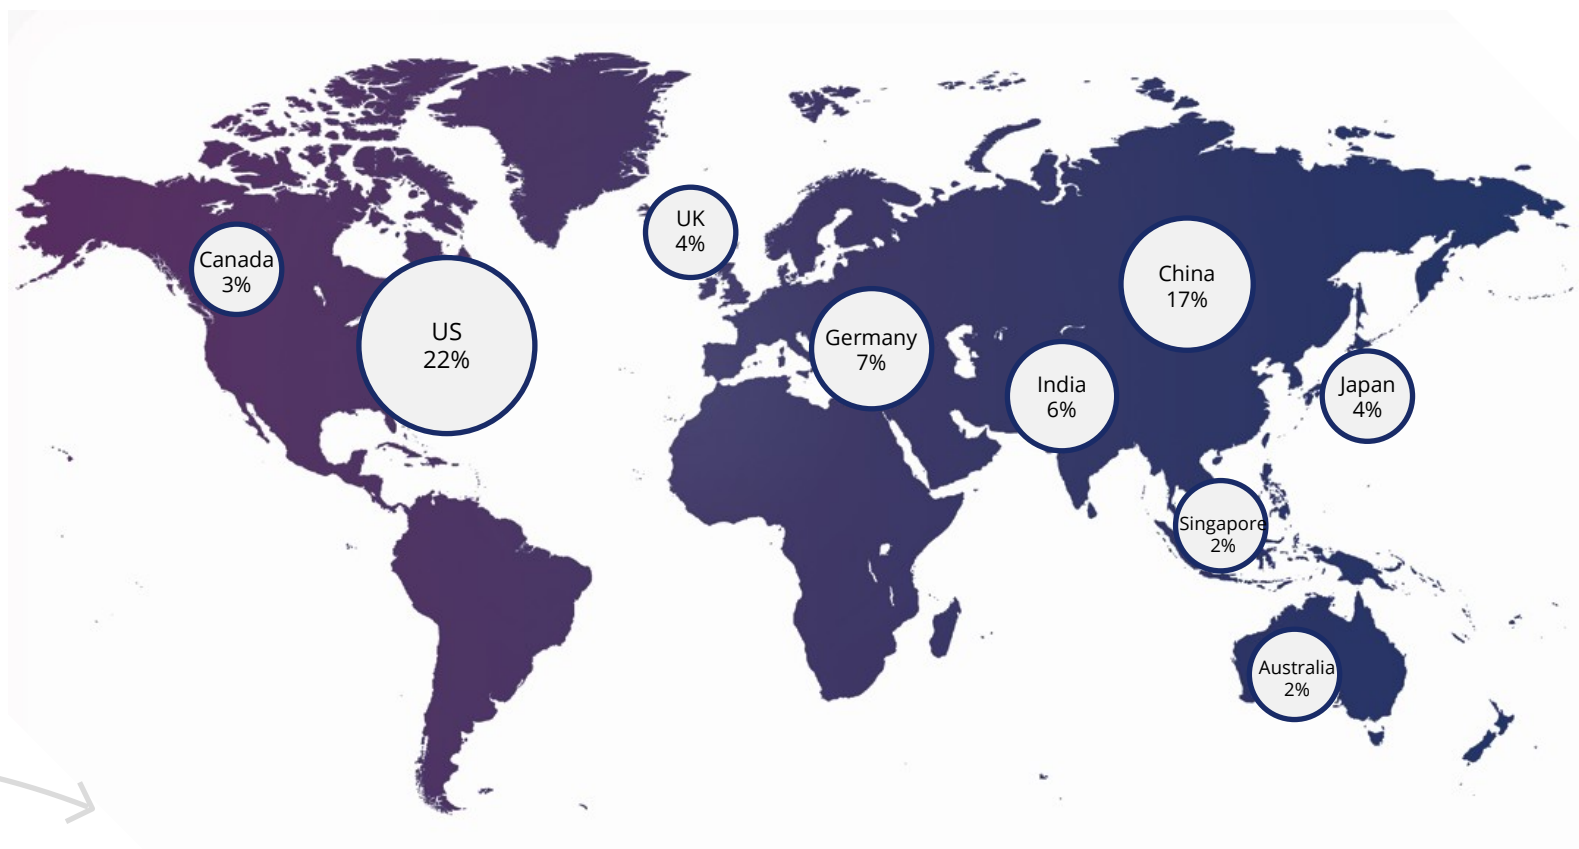 UK
4%
Canada
3%
China
17%
US
22%
Germany
7%
India
6%
Japan
4%
Singapore
2%
Australia
2%